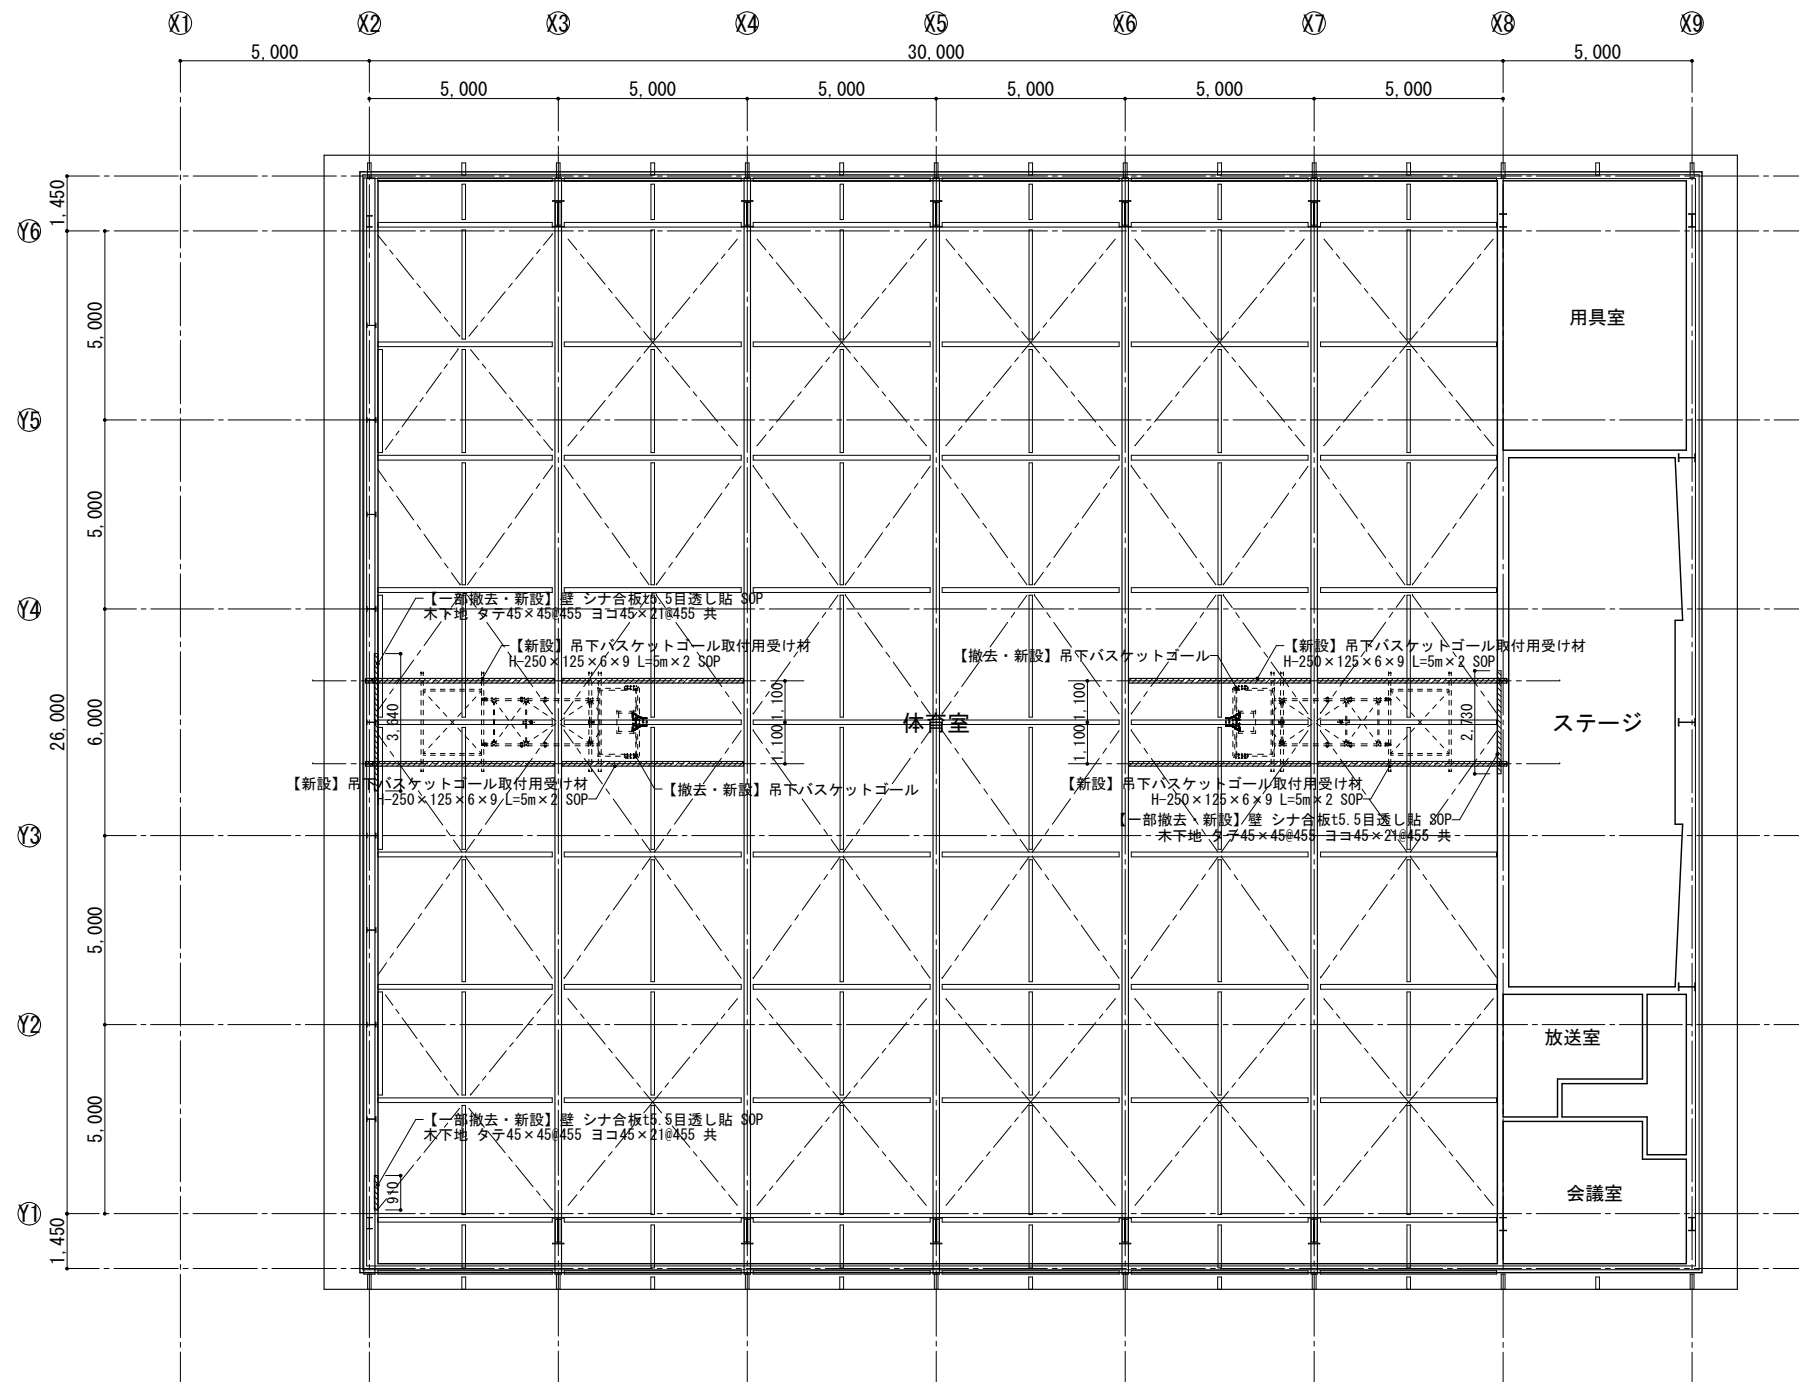 X1 X2 X3 X4 X5 X6 X7 X8 X9
5,000 30,000 5,000
5,000 5,000 5,000 5,000 5,000 5,000
1,450
Y6
5,000
用具室
Y5
5,000
Y4
【一部撤去・新設】壁 シナ合板t5.5目透し貼 SOP
木下地 タテ45×45@455 ヨコ45×21@455 共
【新設】吊下バスケットゴール取付用受け材
H-250×125×6×9 L=5m×2 SOP
【撤去・新設】吊下バスケットゴール
【新設】吊下バスケットゴール取付用受け材
H-250×125×6×9 L=5m×2 SOP
26,000
6,000
3,640
1,100
1,100
体育室
1,100
1,100
2,730
ステージ
【新設】吊下バスケットゴール取付用受け材
H-250×125×6×9 L=5m×2 SOP
【撤去・新設】吊下バスケットゴール
【新設】吊下バスケットゴール取付用受け材
H-250×125×6×9 L=5m×2 SOP
【一部撤去・新設】壁 シナ合板t5.5目透し貼 SOP
木下地 タテ45×45@455 ヨコ45×21@455 共
Y3
5,000
Y2
放送室
5,000
【一部撤去・新設】壁 シナ合板t5.5目透し貼 SOP
木下地 タテ45×45@455 ヨコ45×21@455 共
910
会議室
Y1
1,450